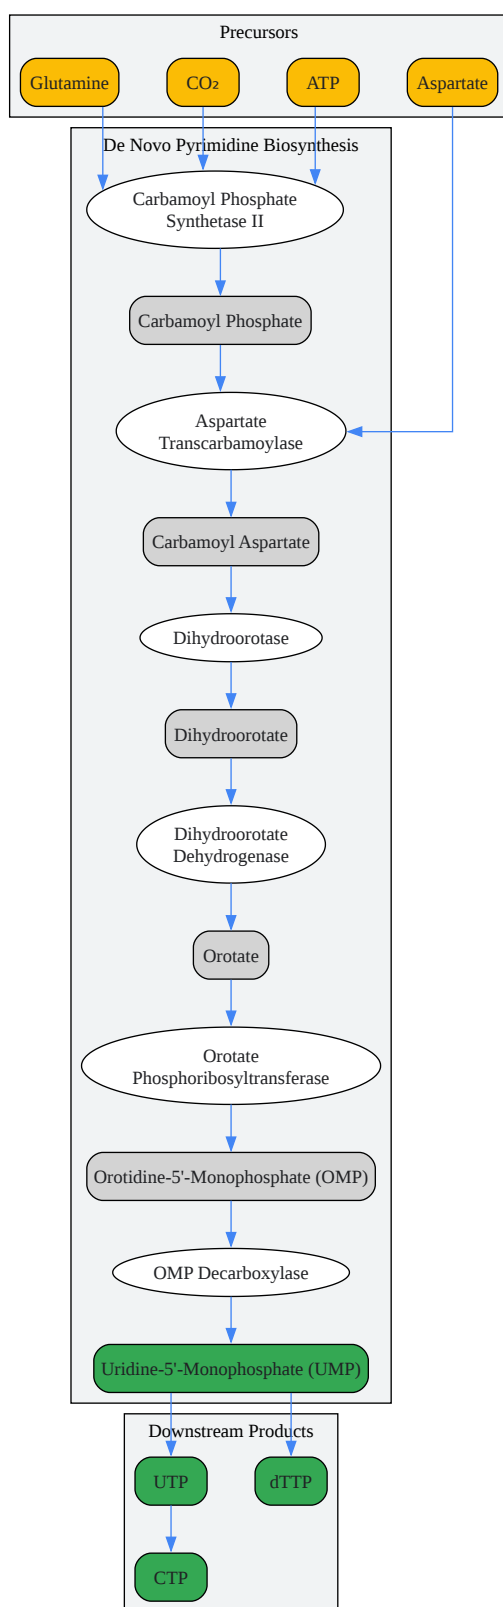 Precursors
Glutamine
CO₂
ATP
Aspartate
De Novo Pyrimidine Biosynthesis
Carbamoyl Phosphate
Synthetase II
Carbamoyl Phosphate
Aspartate
Transcarbamoylase
Carbamoyl Aspartate
Dihydroorotase
Dihydroorotate
Dihydroorotate
Dehydrogenase
Orotate
Orotate
Phosphoribosyltransferase
Orotidine-5'-Monophosphate (OMP)
OMP Decarboxylase
Uridine-5'-Monophosphate (UMP)
Downstream Products
UTP
dTTP
CTP